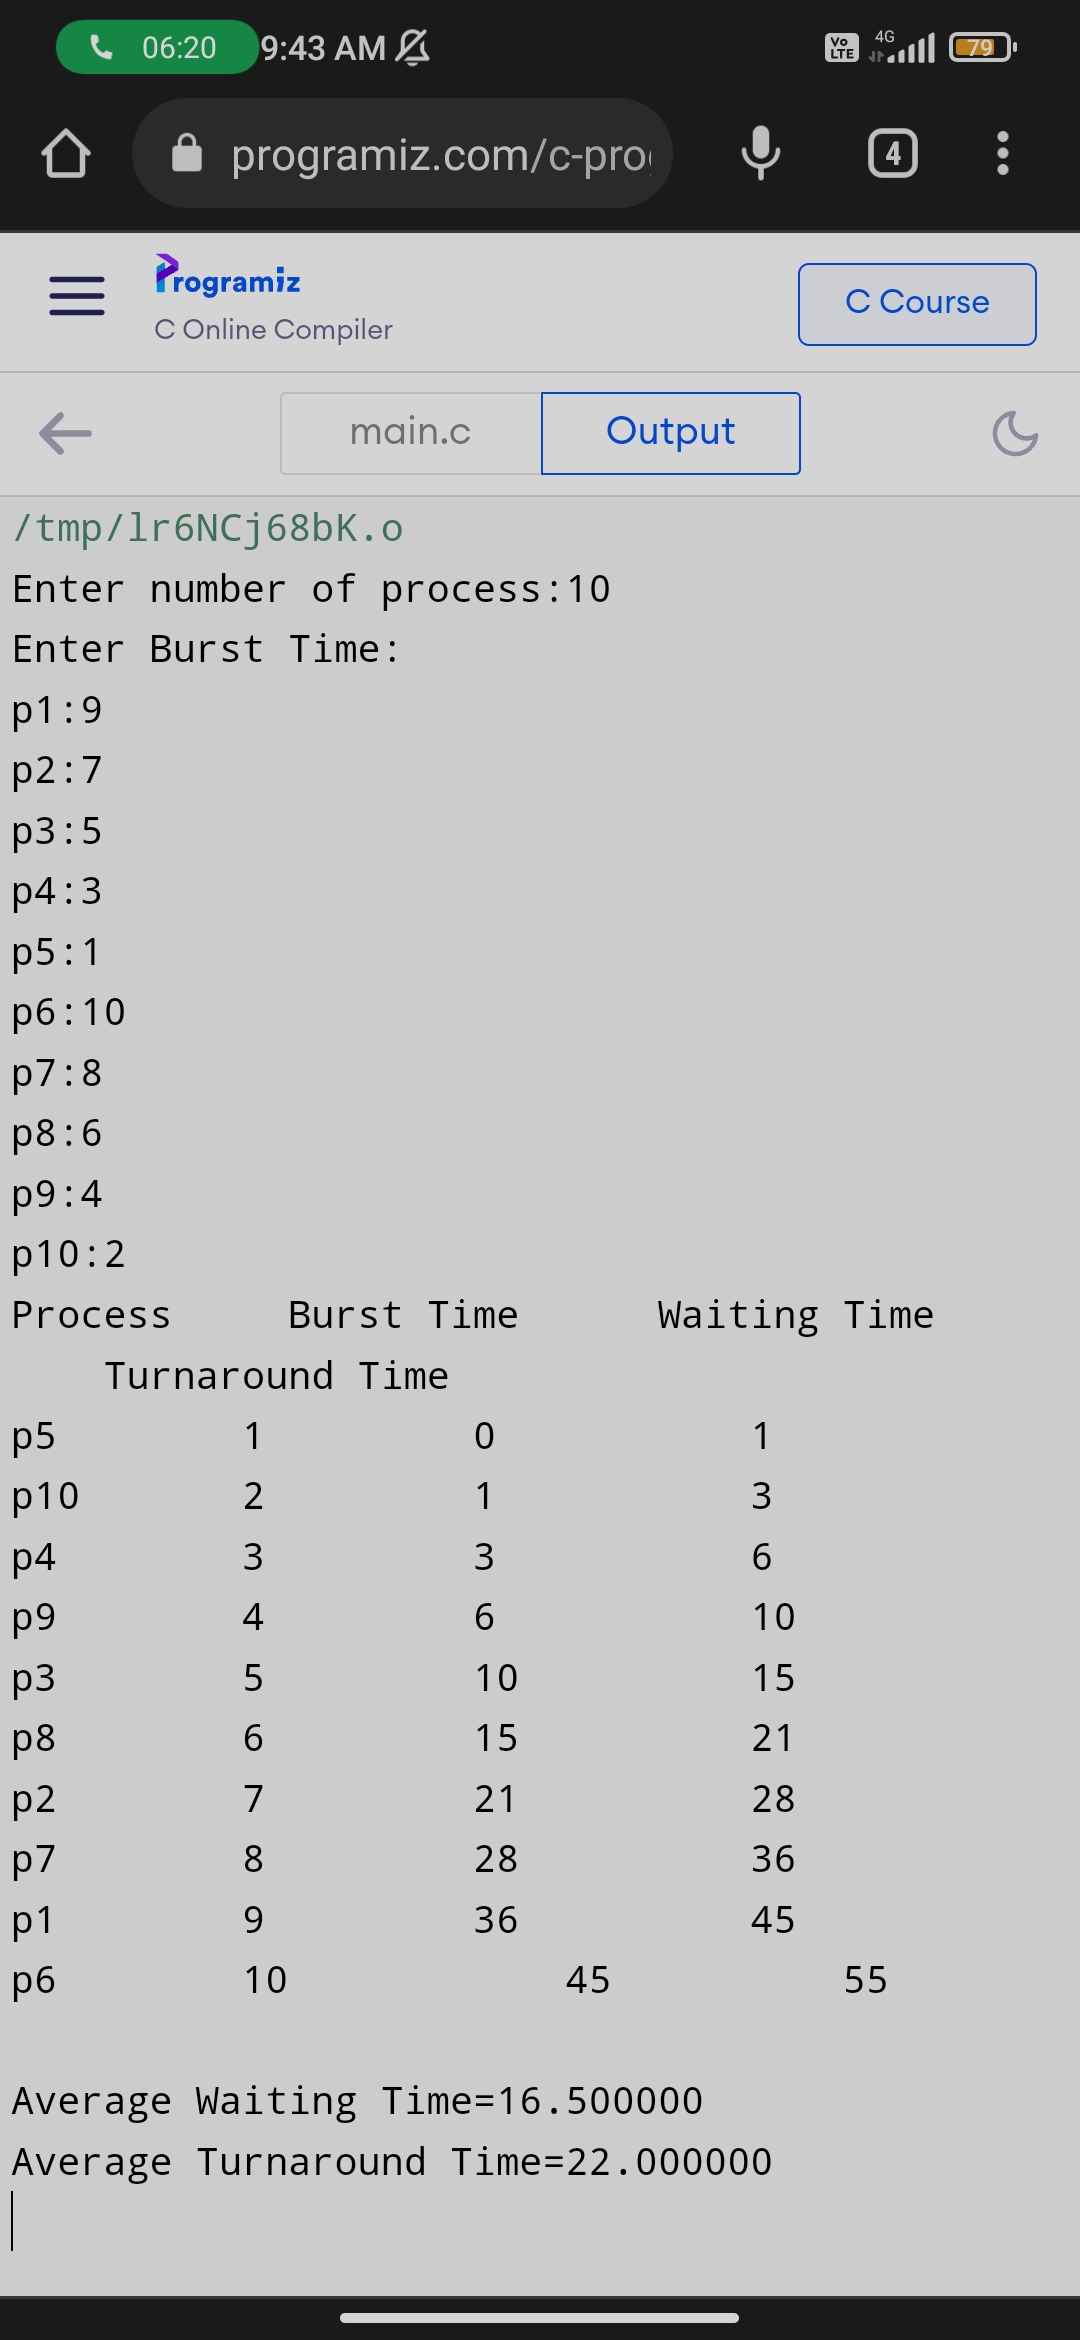 06:20 9:43 AM Vo LTE 4G 79
programiz.com/c-pro
4
Programiz
C Online Compiler
C Course
main.c Output
/tmp/lr6NCj68bK.o
Enter number of process:10
Enter Burst Time:
p1:9
p2:7
p3:5
p4:3
p5:1
p6:10
p7:8
p8:6
p9:4
p10:2
Process Burst Time Waiting Time
Turnaround Time
p5 1 0 1
p10 2 1 3
p4 3 3 6
p9 4 6 10
p3 5 10 15
p8 6 15 21
p2 7 21 28
p7 8 28 36
p1 9 36 45
p6 10 45 55
Average Waiting Time=16.500000
Average Turnaround Time=22.000000